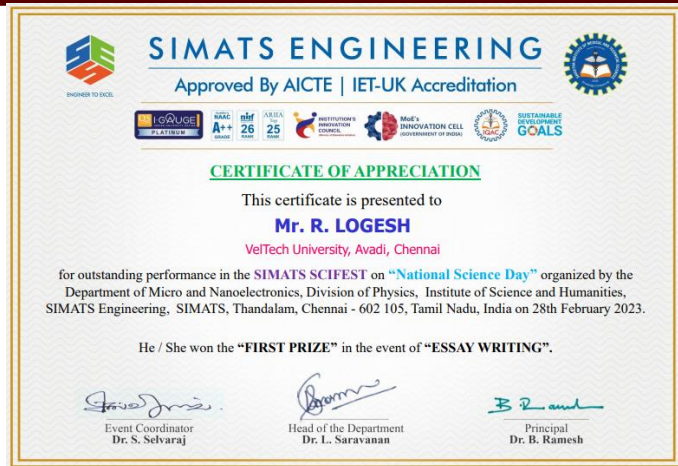 SIMATS ENGINEERING
Approved By AICTE | IET-UK Accreditation
ENGINEER TO EXCEL
I·GAUGE
PLATINUM
NAAC
A++
GRADE
nirf
26
RANK
ARIIA
25
RANK
INSTITUTION'S
INNOVATION
COUNCIL
MoE's
INNOVATION CELL
(GOVERNMENT OF INDIA)
IQAC
SUSTAINABLE
DEVELOPMENT
GOALS
CERTIFICATE OF APPRECIATION
This certificate is presented to
Mr. R. LOGESH
VelTech University, Avadi, Chennai
for outstanding performance in the SIMATS SCIFEST on “National Science Day” organized by the
Department of Micro and Nanoelectronics, Division of Physics, Institute of Science and Humanities,
SIMATS Engineering, SIMATS, Thandalam, Chennai - 602 105, Tamil Nadu, India on 28th February 2023.
He / She won the “FIRST PRIZE” in the event of “ESSAY WRITING”.
Event Coordinator
Dr. S. Selvaraj
Head of the Department
Dr. L. Saravanan
Principal
Dr. B. Ramesh